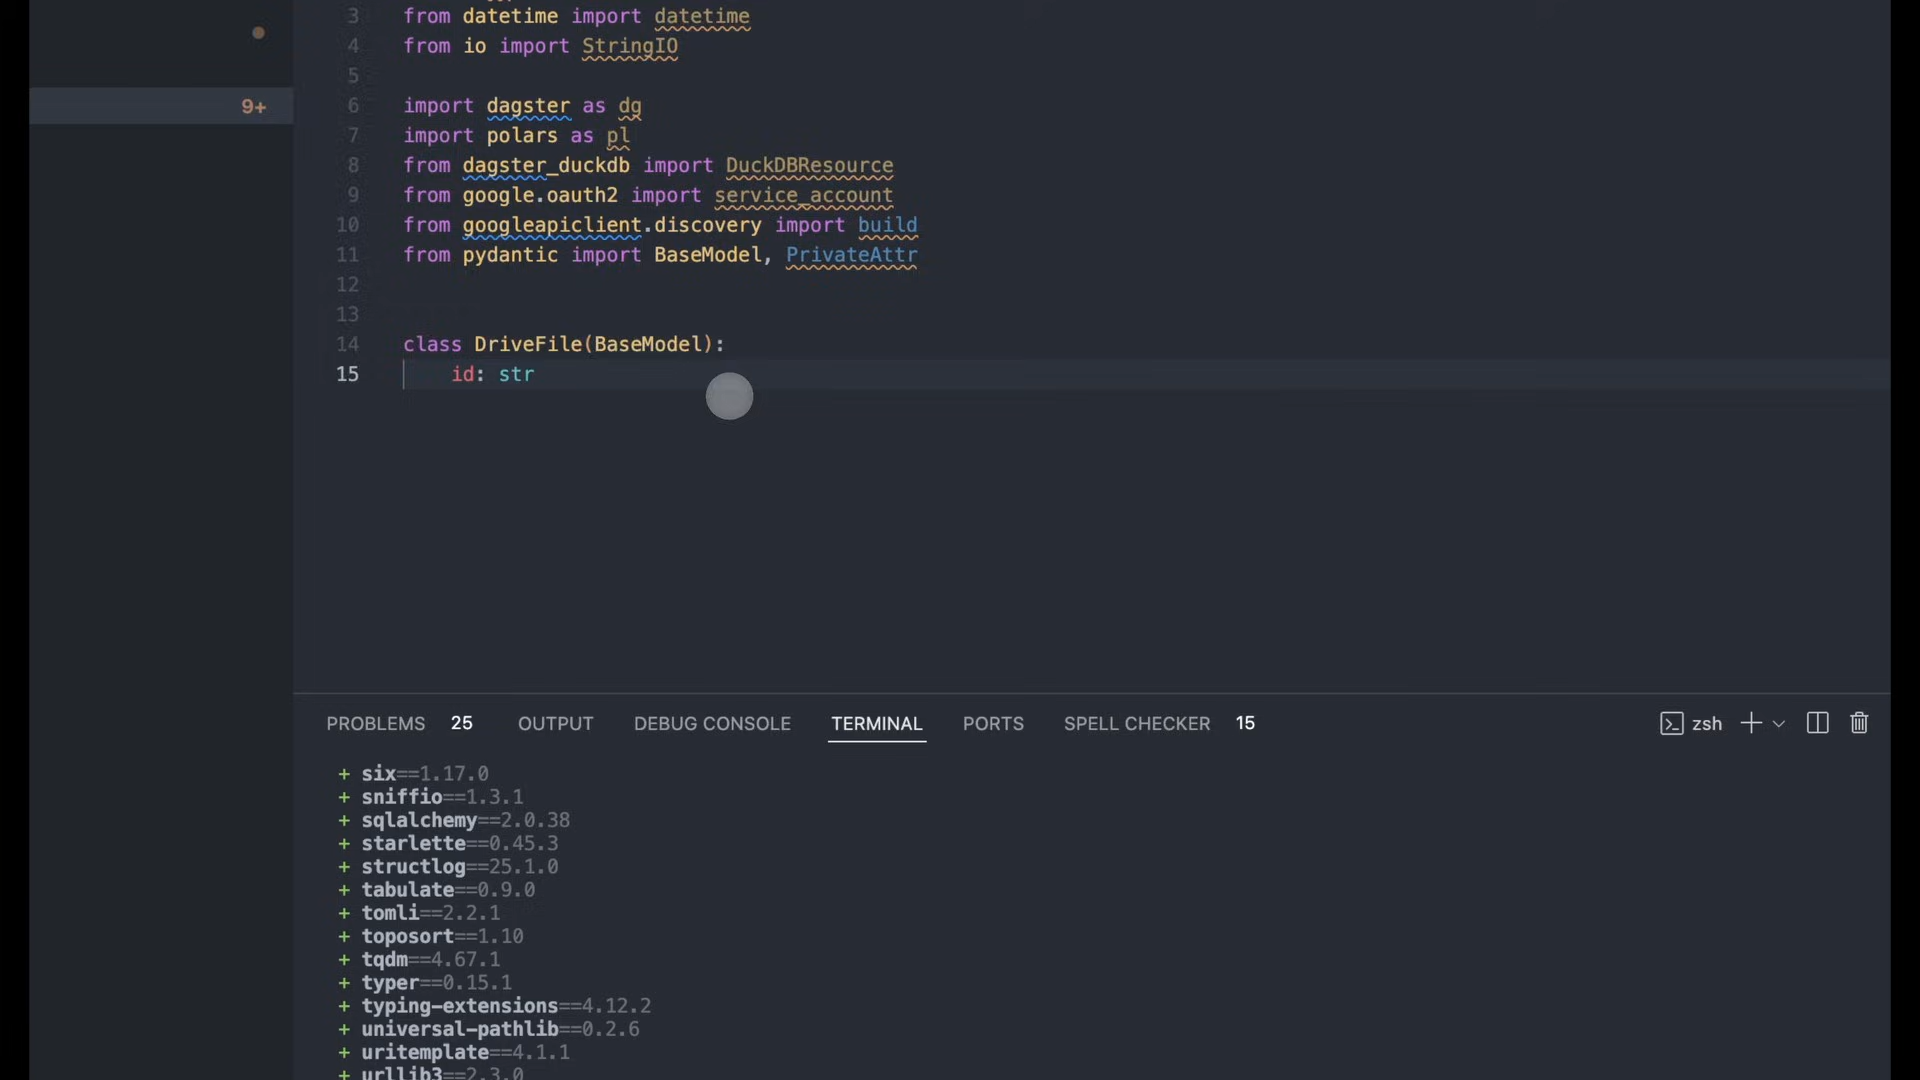 3 from datetime import datetime
4 from io import StringIO
5
9+
6 import dagster as dg
7 import polars as pl
8 from dagster_duckdb import DuckDBResource
9 from google.oauth2 import service_account
10 from googleapiclient.discovery import build
11 from pydantic import BaseModel, PrivateAttr
12
13
14 class DriveFile(BaseModel):
15     id: str
PROBLEMS 25 OUTPUT DEBUG CONSOLE TERMINAL PORTS SPELL CHECKER 15 zsh
+ six==1.17.0
+ sniffio==1.3.1
+ sqlalchemy==2.0.38
+ starlette==0.45.3
+ structlog==25.1.0
+ tabulate==0.9.0
+ tomli==2.2.1
+ toposort==1.10
+ tqdm==4.67.1
+ typer==0.15.1
+ typing-extensions==4.12.2
+ universal-pathlib==0.2.6
+ uritemplate==4.1.1
+ urllib3==2.3.0